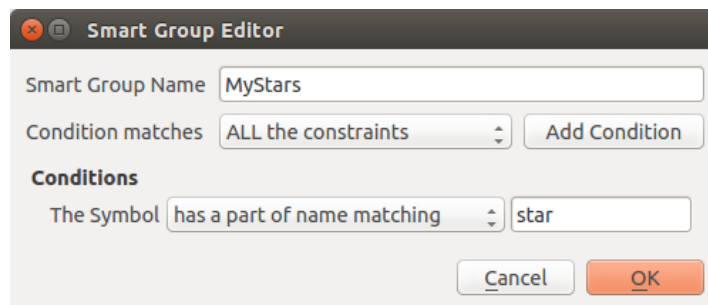 Smart Group Editor
Smart Group Name MyStars
Condition matches ALL the constraints Add Condition
Conditions
The Symbol has a part of name matching star
Cancel OK